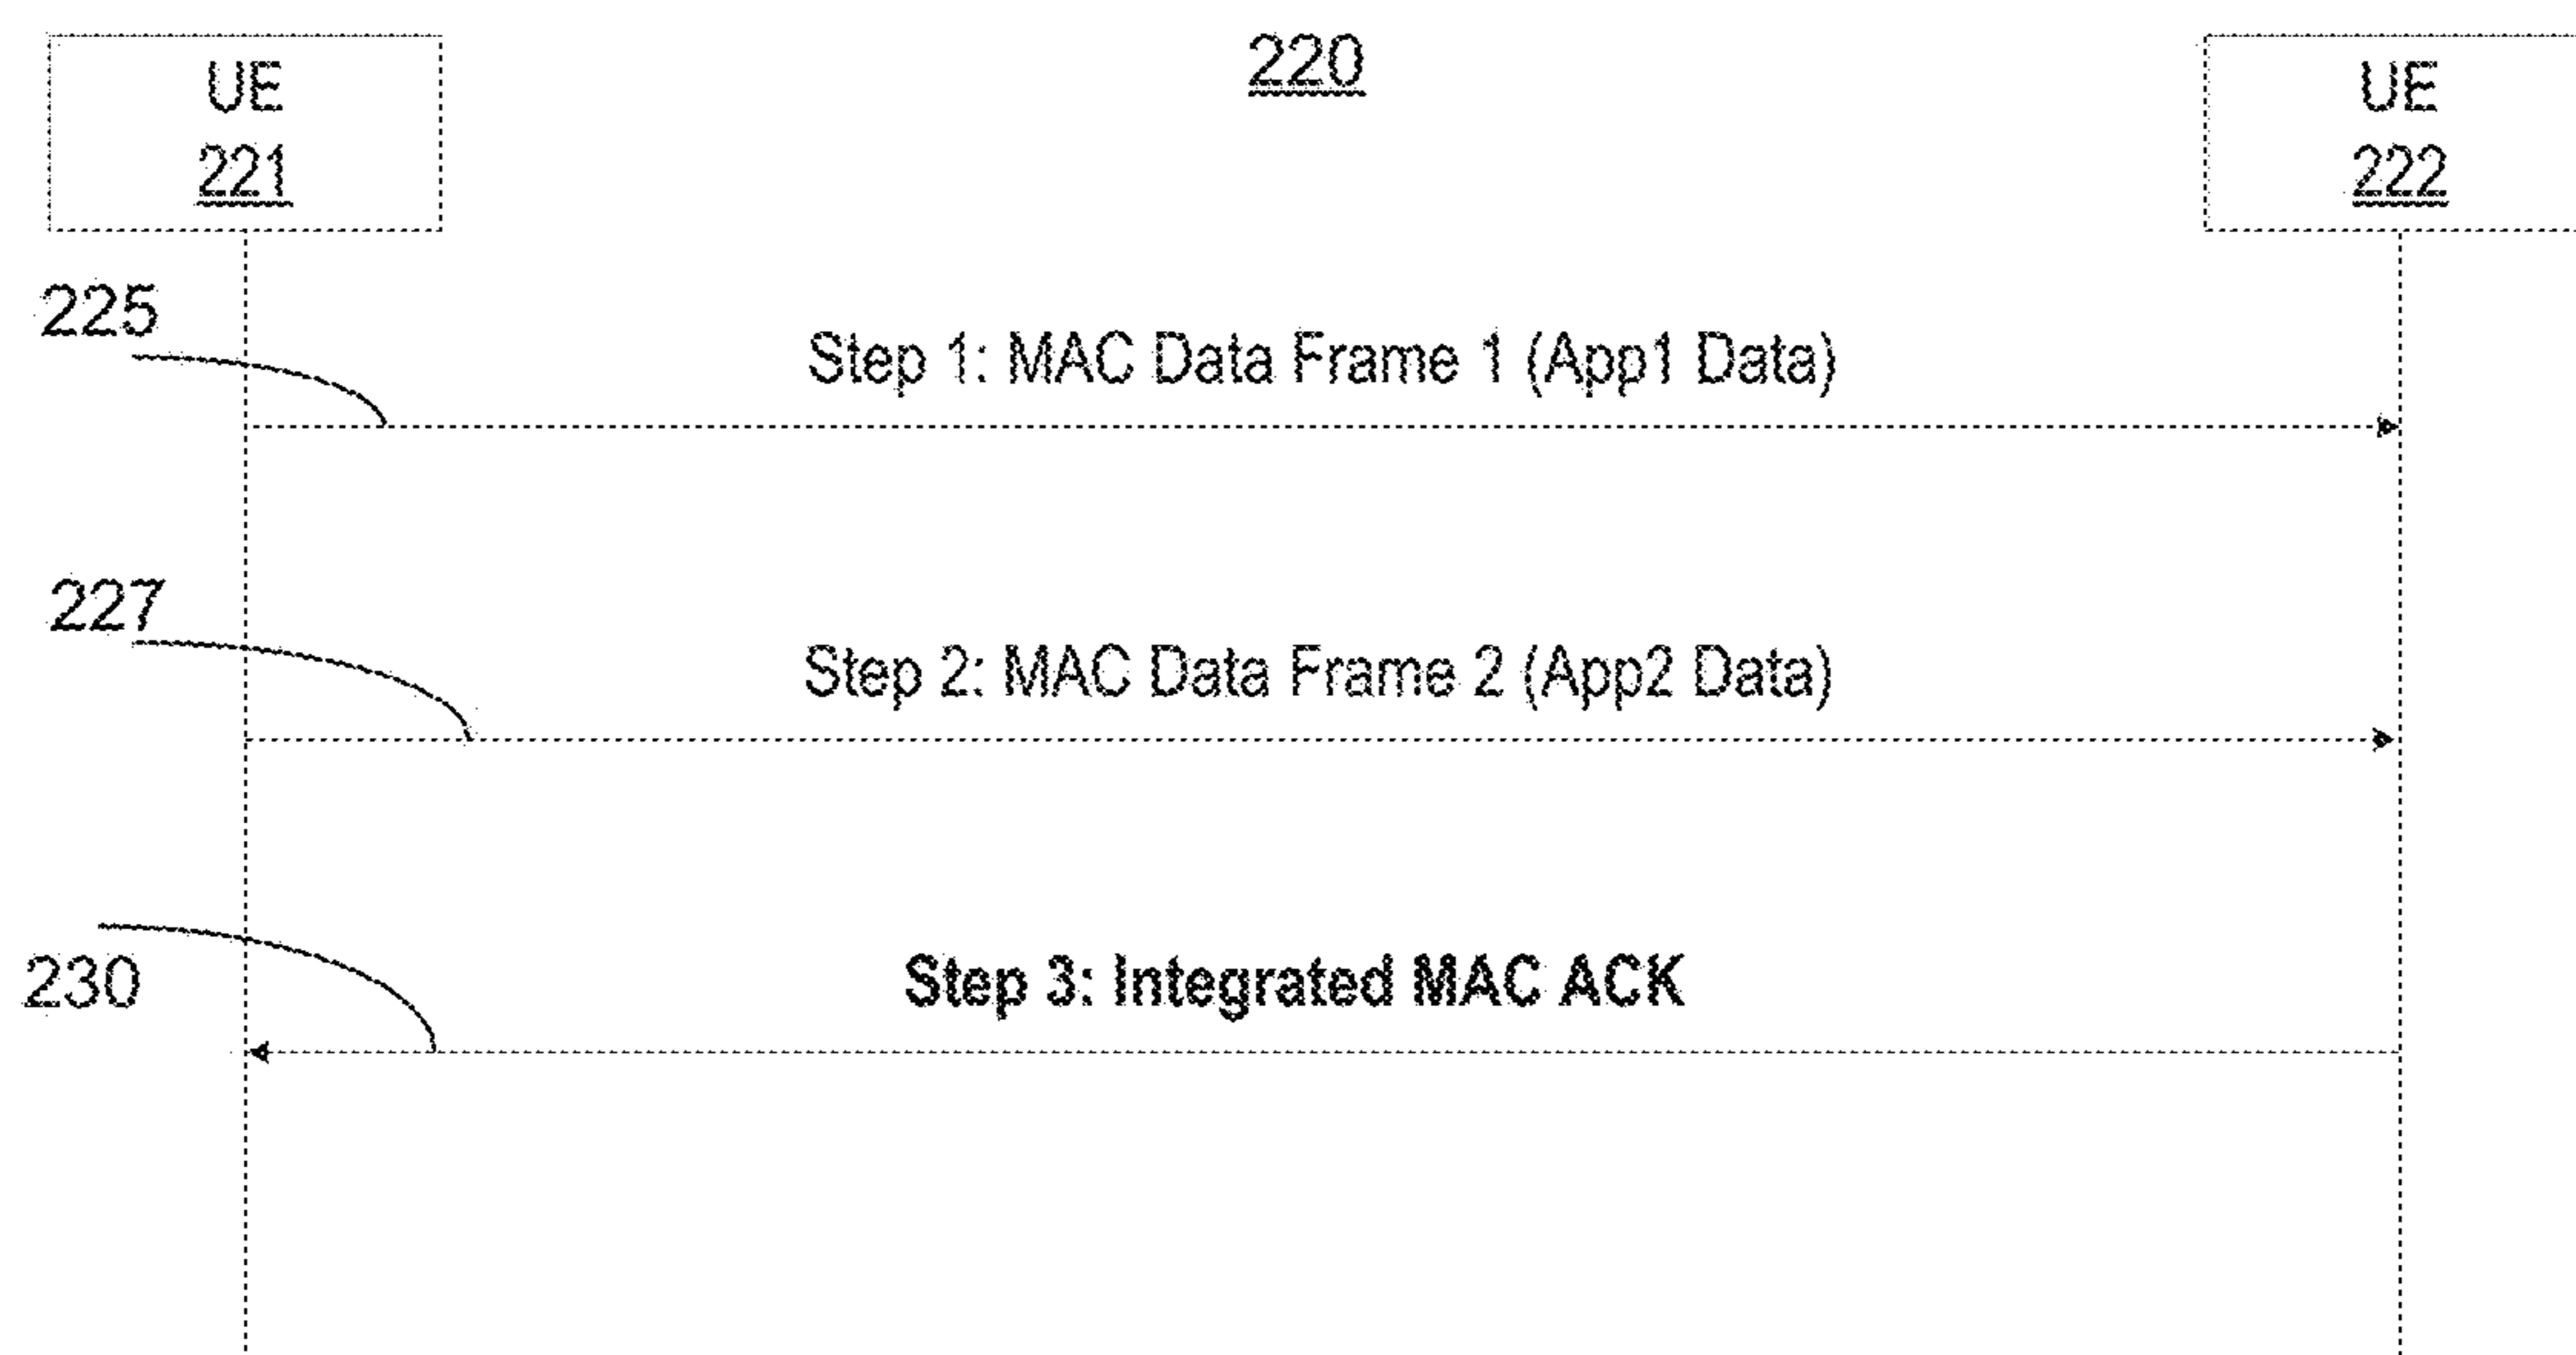 UE
221
220
UE
222
225
Step 1: MAC Data Frame 1 (App1 Data)
227
Step 2: MAC Data Frame 2 (App2 Data)
230
Step 3: Integrated MAC ACK